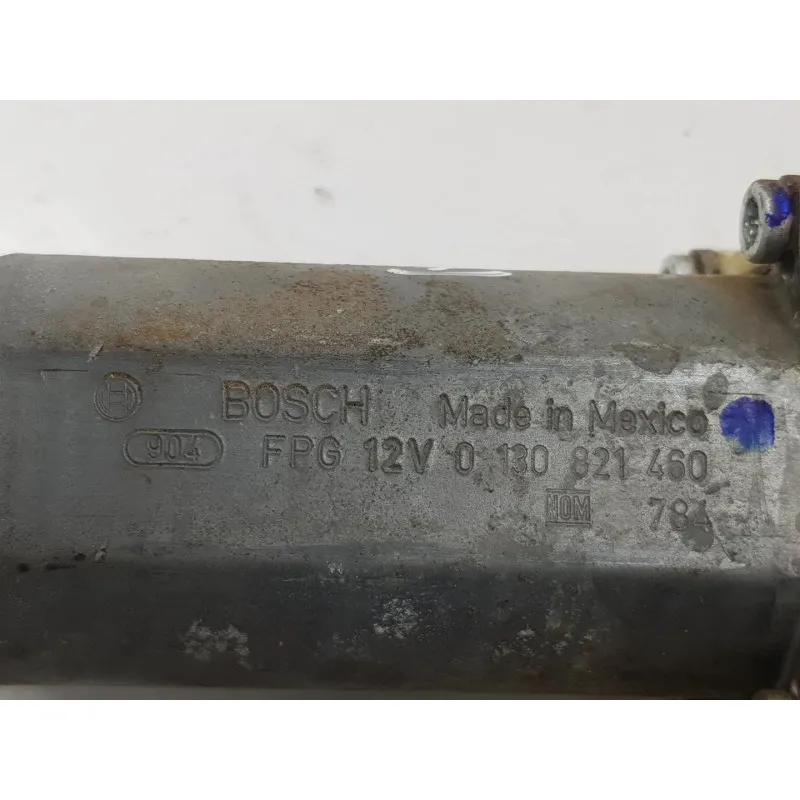 BOSCH Made in Mexico
904 FPG 12V 0 130 821 460
NOM 784